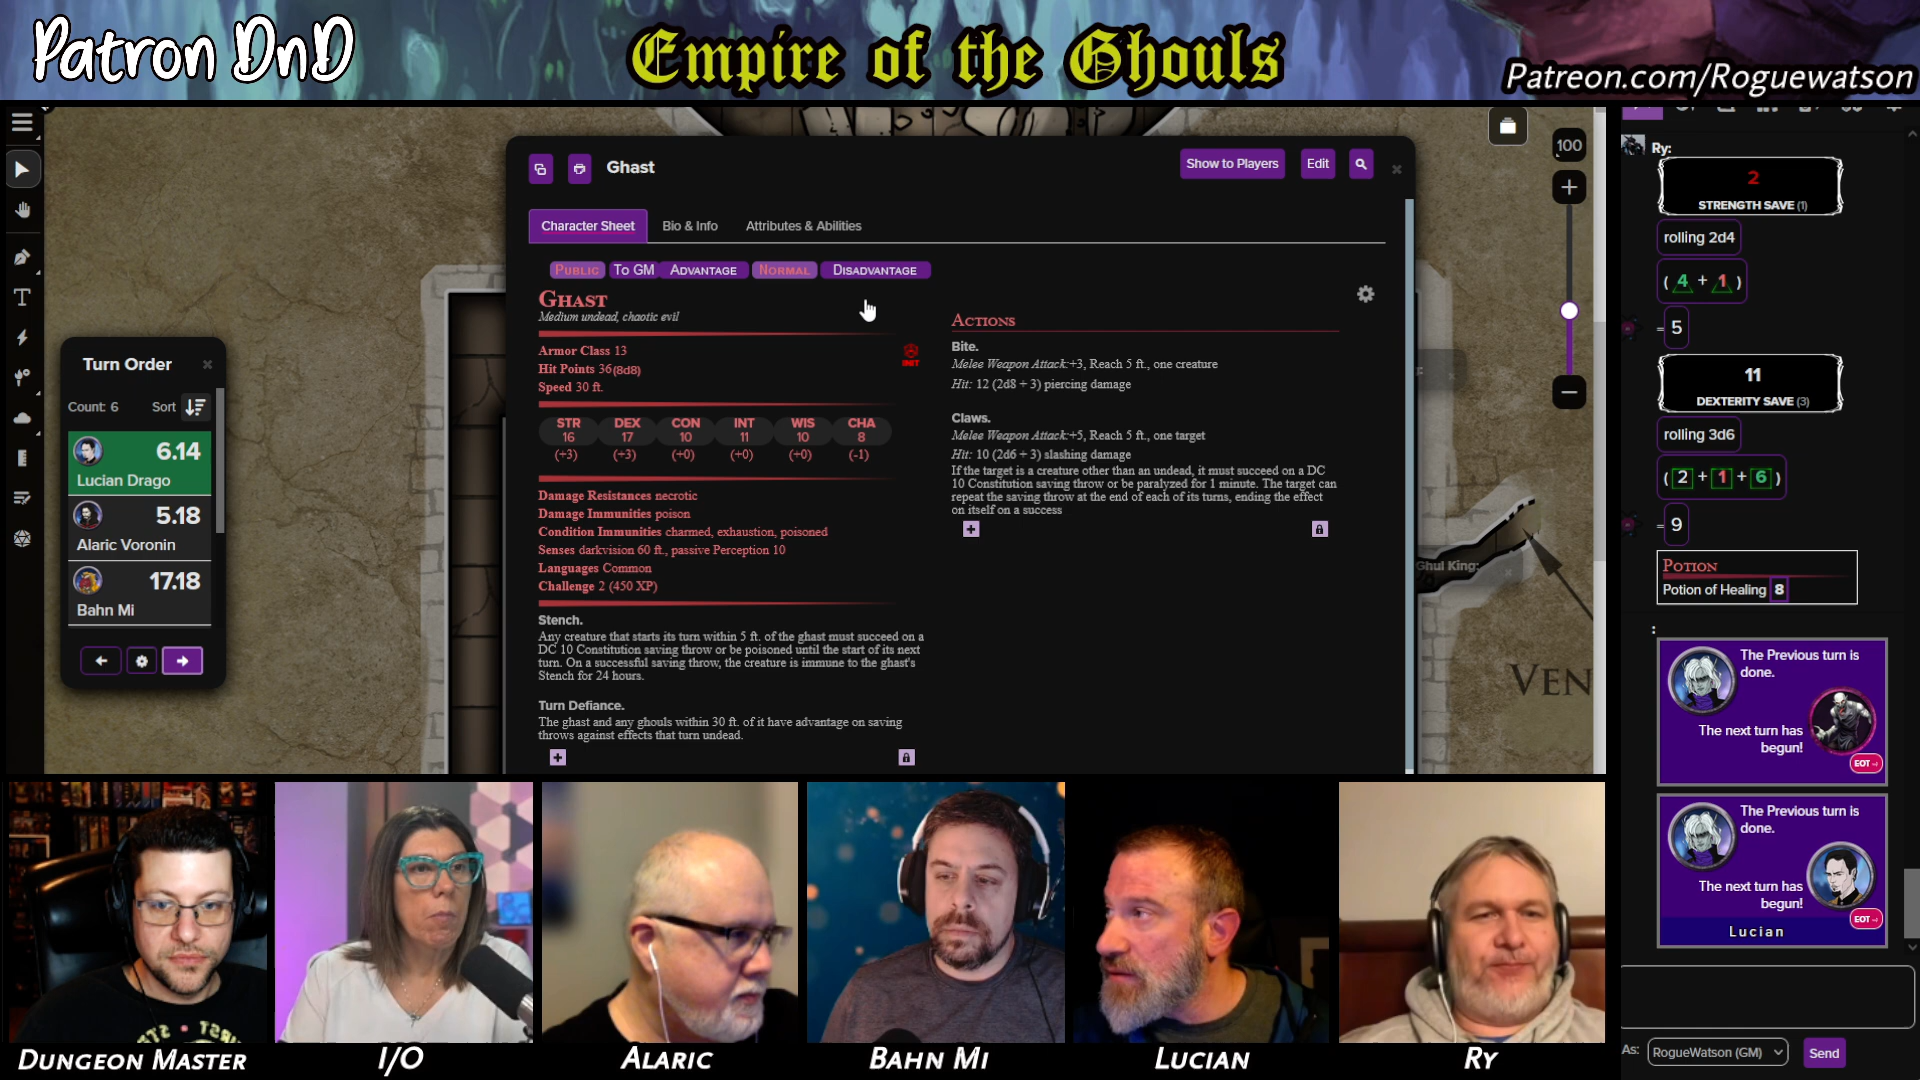 Patron DnD
Empire of the Ghouls
Patreon.com/Roguewatson
Ghast
Show to Players
Edit
Character Sheet
Bio & Info
Attributes & Abilities
Public
To GM
Advantage
Normal
Disadvantage
Ghast
Medium undead, chaotic evil
Armor Class 13
Hit Points 36(8d8)
Speed 30 ft.
INIT
STR DEX CON INT WIS CHA
16 17 10 11 10 8
(+3) (+3) (+0) (+0) (+0) (-1)
Damage Resistances necrotic
Damage Immunities poison
Condition Immunities charmed, exhaustion, poisoned
Senses darkvision 60 ft., passive Perception 10
Languages Common
Challenge 2 (450 XP)
Stench.
Any creature that starts its turn within 5 ft. of the ghast must succeed on a
DC 10 Constitution saving throw or be poisoned until the start of its next
turn. On a successful saving throw, the creature is immune to the ghast's
Stench for 24 hours.
Turn Defiance.
The ghast and any ghouls within 30 ft. of it have advantage on saving
throws against effects that turn undead.
Actions
Bite.
Melee Weapon Attack:+3, Reach 5 ft., one creature
Hit: 12 (2d8 + 3) piercing damage
Claws.
Melee Weapon Attack:+5, Reach 5 ft., one target
Hit: 10 (2d6 + 3) slashing damage
If the target is a creature other than an undead, it must succeed on a DC
10 Constitution saving throw or be paralyzed for 1 minute. The target can
repeat the saving throw at the end of each of its turns, ending the effect
on itself on a success
Turn Order
Count: 6
Sort
6.14
Lucian Drago
5.18
Alaric Voronin
17.18
Bahn Mi
100
Ghul King:
VEN
Ry:
2
STRENGTH SAVE (1)
rolling 2d4
( 4 + 1 )
= 5
11
DEXTERITY SAVE (3)
rolling 3d6
( 2 + 1 + 6 )
= 9
Potion
Potion of Healing 8
:
The Previous turn is
done.
The next turn has
begun!
EOT
The Previous turn is
done.
The next turn has
begun!
EOT
Lucian
As:
RogueWatson (GM)
Send
Dungeon Master
I/O
Alaric
Bahn Mi
Lucian
Ry